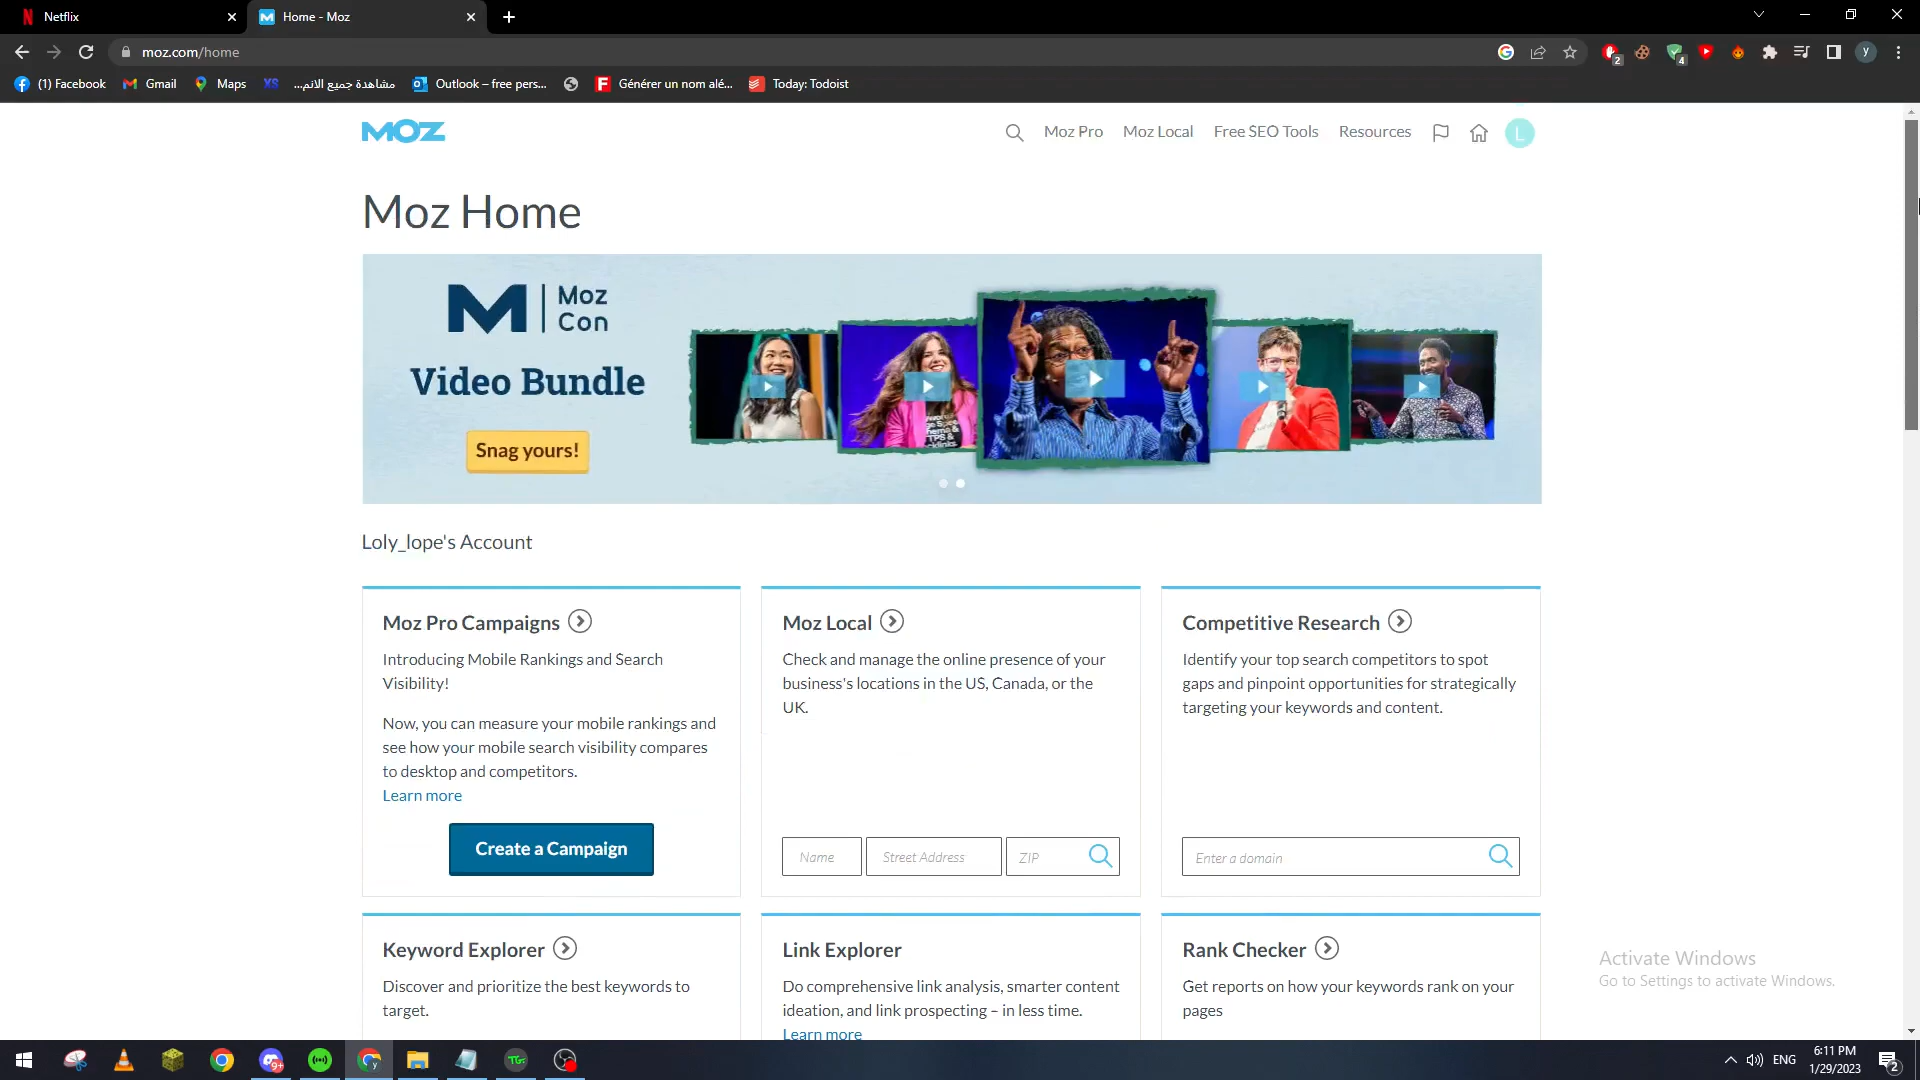 Netflix
Home - Moz
moz.com/home
2
4
y
(1) Facebook
Gmail
Maps
XS
مشاهدة جميع الانم...
Outlook – free pers...
Générer un nom alé...
Today: Todoist
MOZ
Moz Pro
Moz Local
Free SEO Tools
Resources
L
Moz Home
M
Moz
Con
Video Bundle
Snag yours!
Loly_lope's Account
Moz Pro Campaigns
Introducing Mobile Rankings and Search
Visibility!
Now, you can measure your mobile rankings and
see how your mobile search visibility compares
to desktop and competitors.
Learn more
Create a Campaign
Moz Local
Check and manage the online presence of your
business's locations in the US, Canada, or the
UK.
Name
Street Address
ZIP
Competitive Research
Identify your top search competitors to spot
gaps and pinpoint opportunities for strategically
targeting your keywords and content.
Enter a domain
Keyword Explorer
Discover and prioritize the best keywords to
target.
Link Explorer
Do comprehensive link analysis, smarter content
ideation, and link prospecting – in less time.
Learn more
Rank Checker
Get reports on how your keywords rank on your
pages
Activate Windows
Go to Settings to activate Windows.
9+
y
TG
ENG
6:11 PM
1/29/2023
2